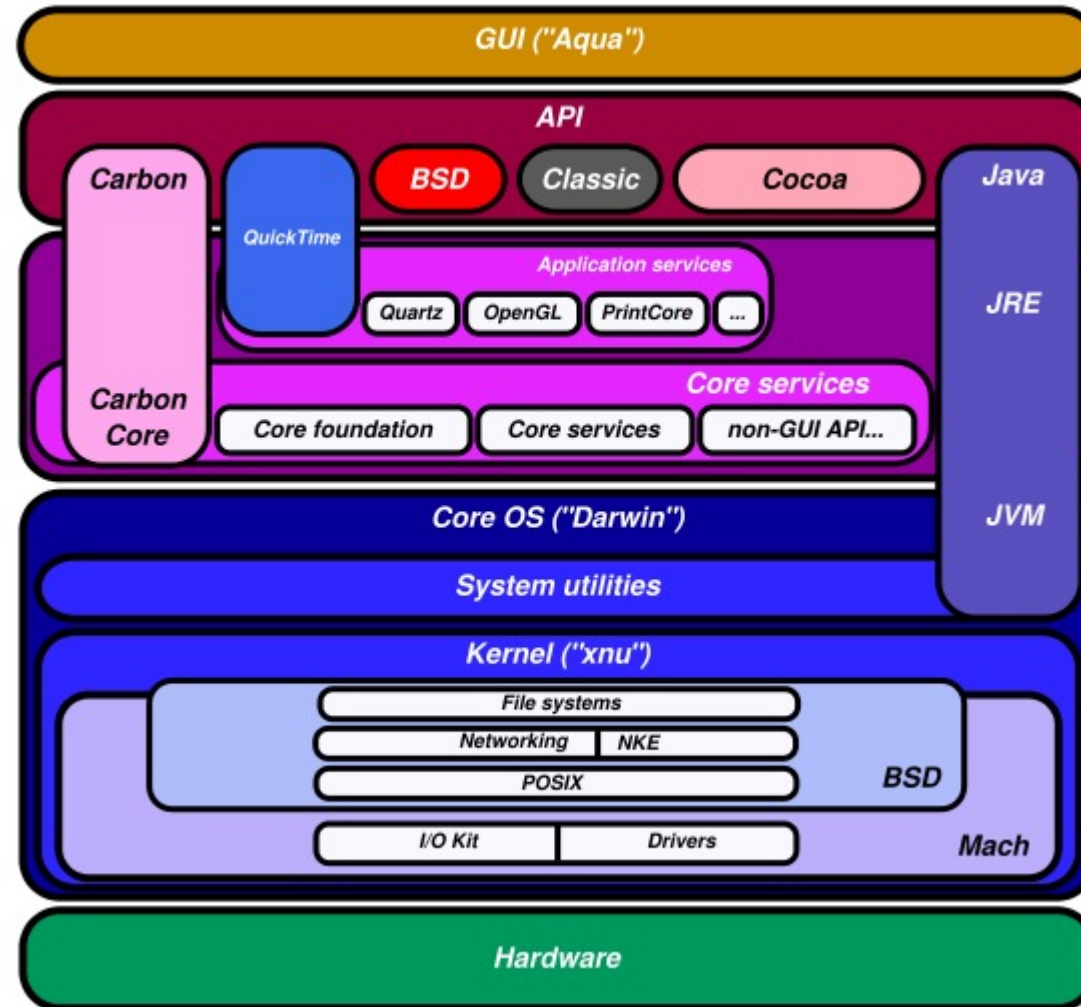 GUI ("Aqua")
API
Carbon
QuickTime
BSD
Classic
Cocoa
Java
Application services
Quartz
OpenGL
PrintCore
...
JRE
Core services
Carbon
Core
Core foundation
Core services
non-GUI API...
Core OS ("Darwin")
JVM
System utilities
Kernel ("xnu")
File systems
Networking
NKE
POSIX
BSD
I/O Kit
Drivers
Mach
Hardware